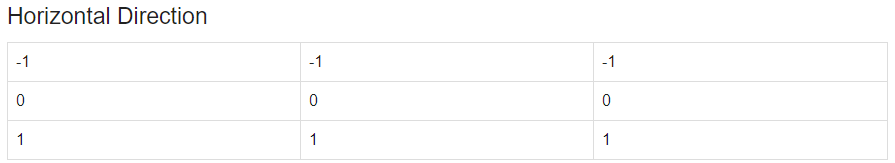 Horizontal Direction
-1 -1 -1
0 0 0
1 1 1